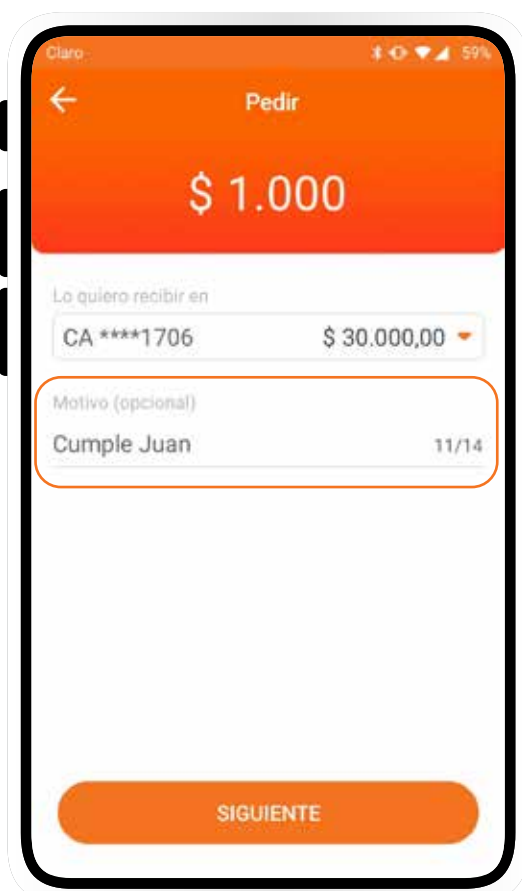 Claro 59%
Pedir
$ 1.000
Lo quiero recibir en
CA ****1706 $ 30.000,00
Motivo (opcional)
Cumple Juan 11/14
SIGUIENTE